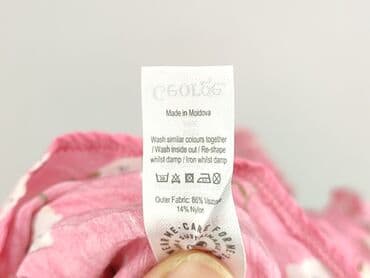 George
Made in Moldova
Wash similar colours together
/ Wash inside out / Re-shape
whilst damp / Iron whilst damp
Outer Fabric: 86%
14% Nylon